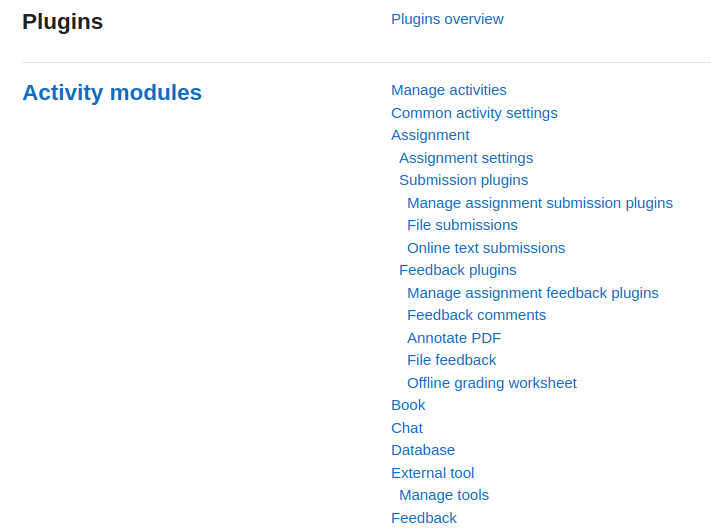 Plugins
Plugins overview
Activity modules
Manage activities
Common activity settings
Assignment
Assignment settings
Submission plugins
Manage assignment submission plugins
File submissions
Online text submissions
Feedback plugins
Manage assignment feedback plugins
Feedback comments
Annotate PDF
File feedback
Offline grading worksheet
Book
Chat
Database
External tool
Manage tools
Feedback